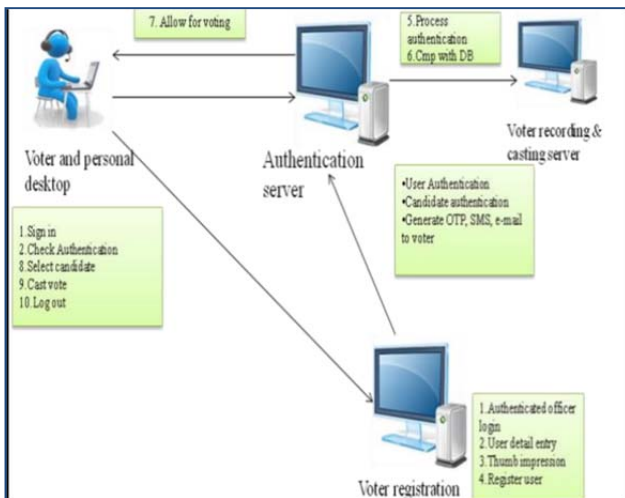 7. Allow for voting
5.Process
authentication
6.Cmp with DB
Voter and personal
desktop
Authentication
server
Voter recording &
casting server
•User Authentication
•Candidate authentication
•Generate OTP, SMS, e-mail
to voter
1.Sign in
2.Check Authentication
8.Select candidate
9.Cast vote
10.Log out
1.Authenticated officer
login
2.User detail entry
3.Thumb impression
4.Register user
Voter registration